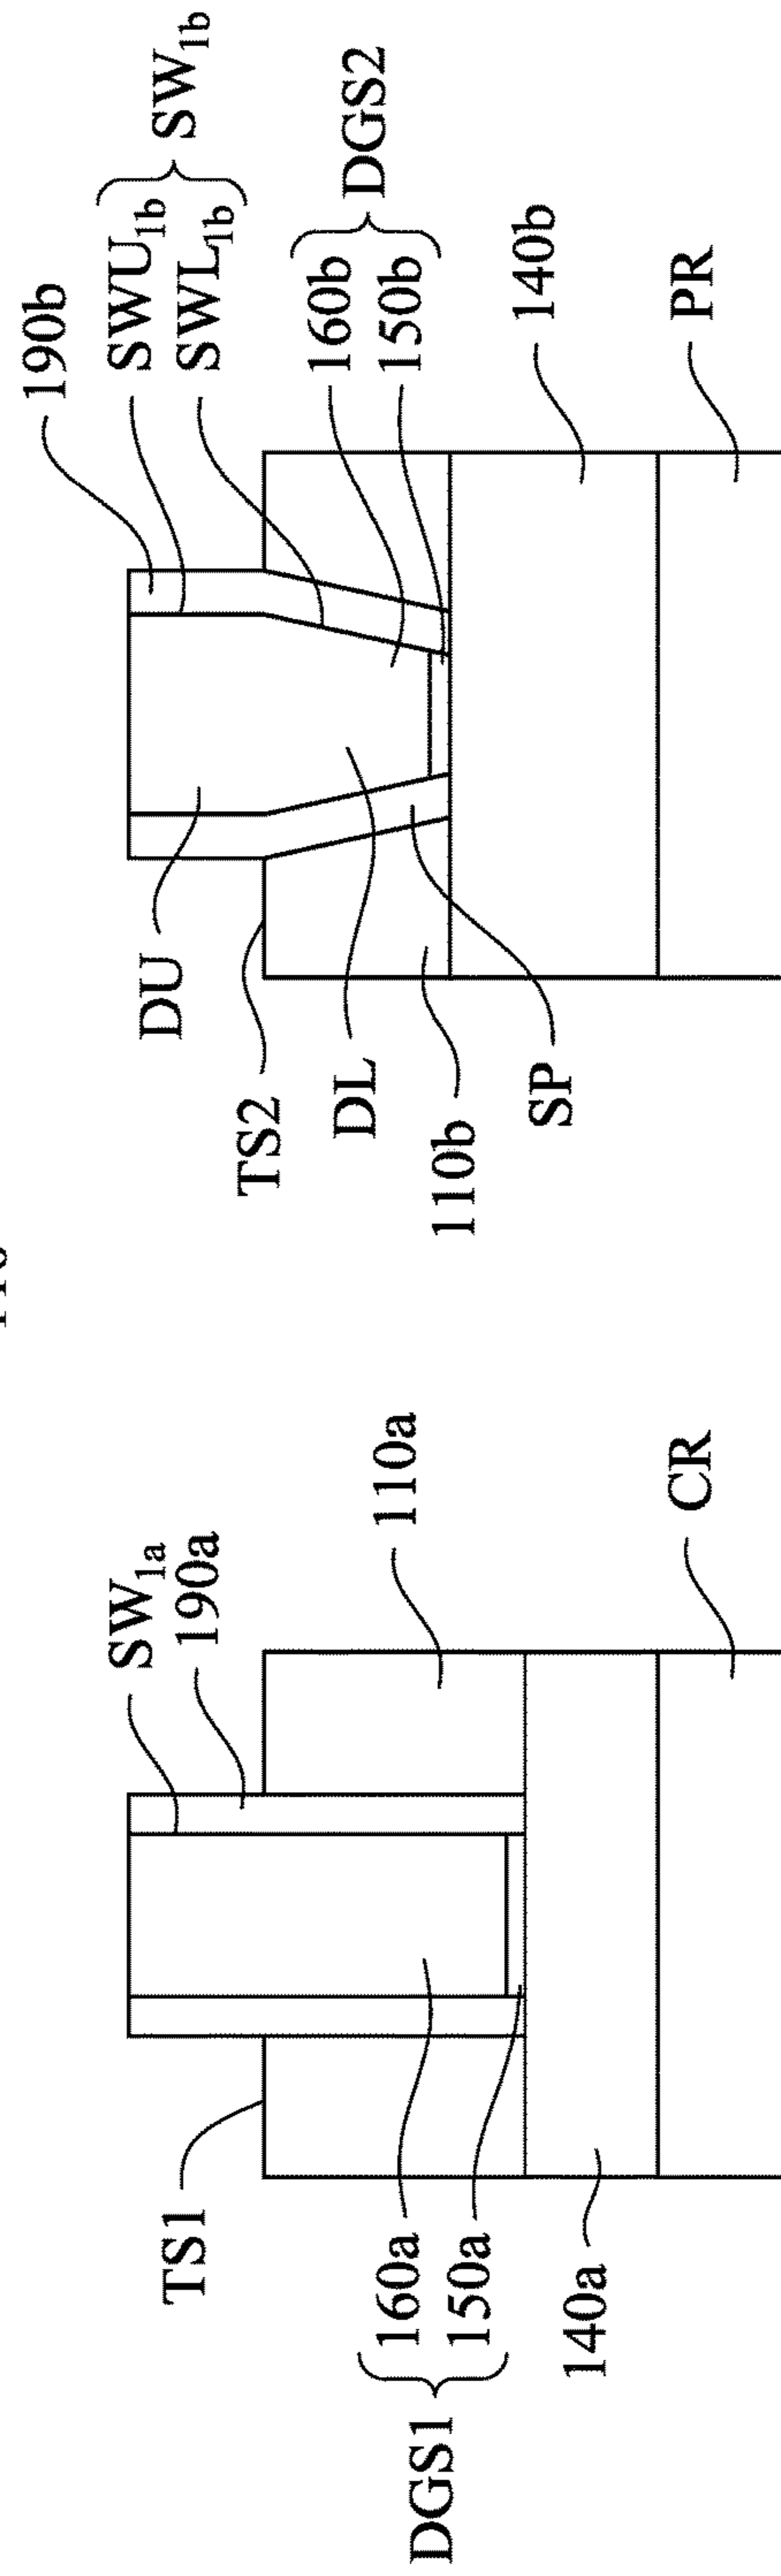 SW1a
190a
110a
TS1
160a
150a
DGS1
140a
CR
190b
SWU1b
SWL1b
SW1b
160b
150b
DGS2
140b
PR
DU
TS2
DL
110b
SP